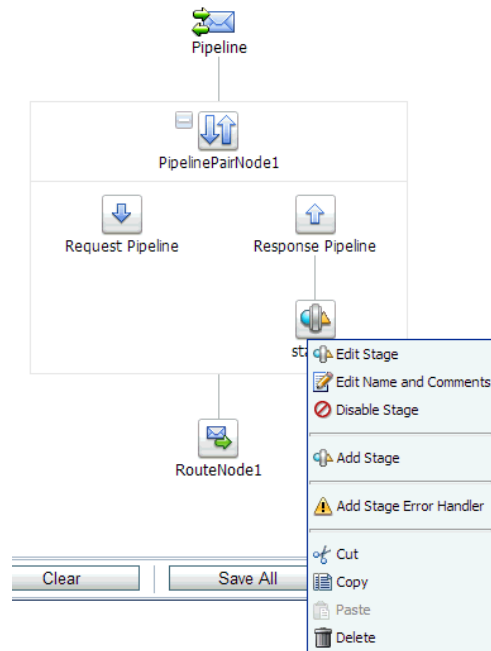 Pipeline
PipelinePairNode1
Request Pipeline
Response Pipeline
Edit Stage
Edit Name and Comments
Disable Stage
Add Stage
Add Stage Error Handler
Cut
Copy
Paste
Delete
RouteNode1
Clear
Save All